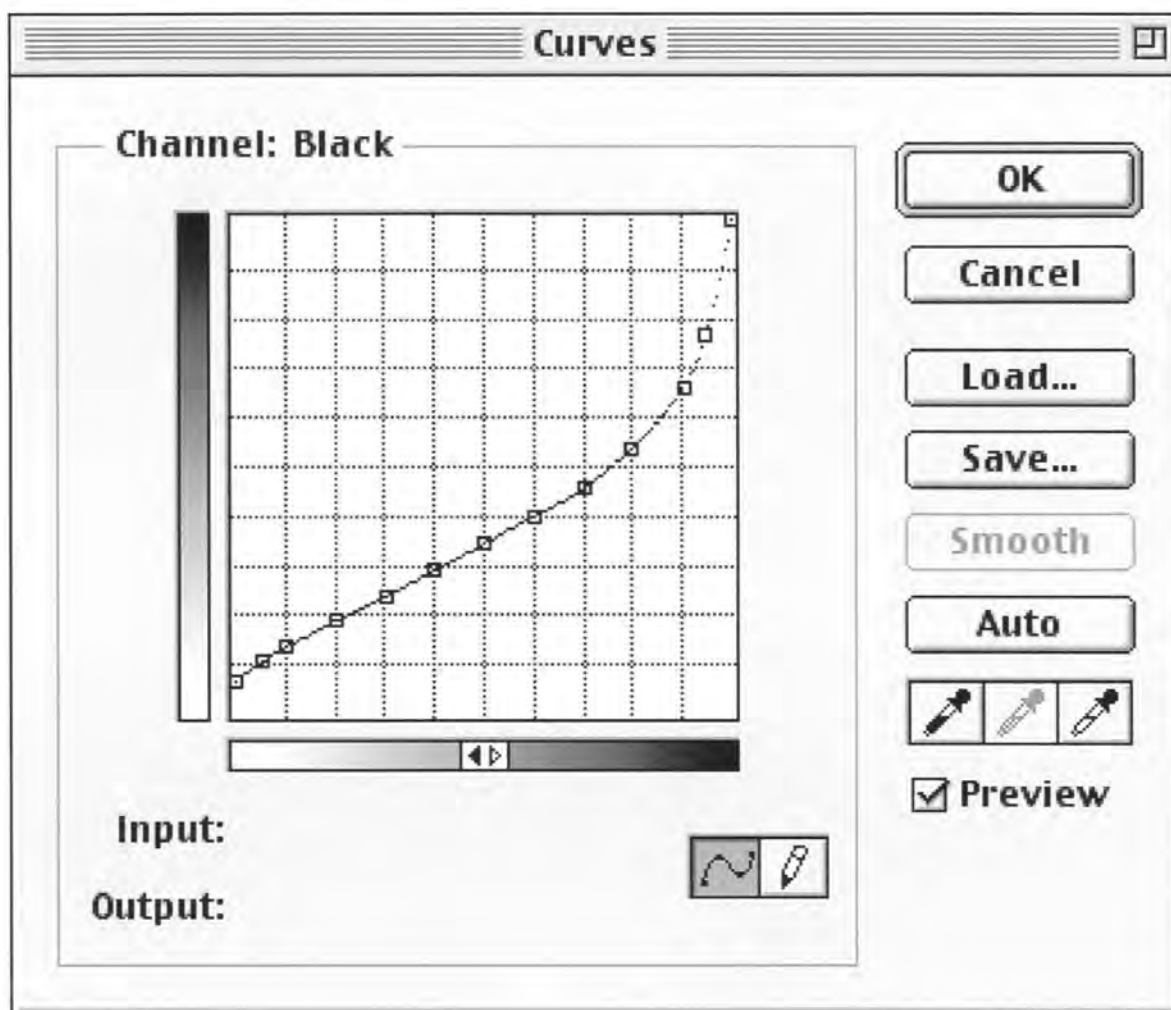 Curves
Channel: Black
OK
Cancel
Load...
Save...
Smooth
Auto
Preview
Input:
Output: